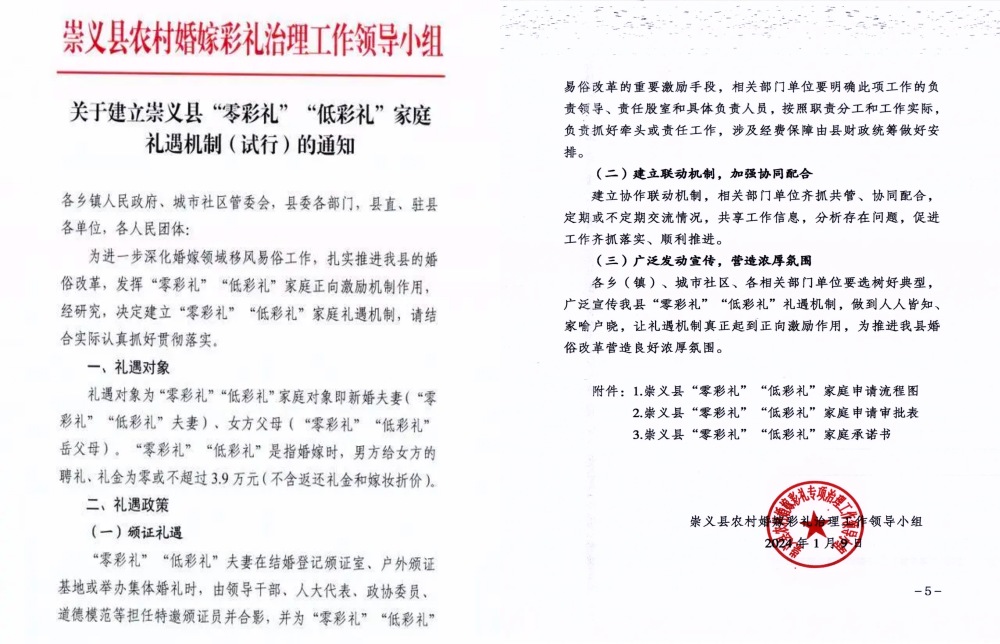 崇义县农村婚嫁彩礼治理工作领导小组
关于建立崇义县“零彩礼”“低彩礼”家庭
礼遇机制(试行)的通知
各乡镇人民政府、城市社区管委会,县委各部门,县直、驻县
各单位,各人民团体:
为进一步深化婚嫁领域移风易俗工作,扎实推进我县的婚
俗改革,发挥“零彩礼”“低彩礼”家庭正向激励机制作用,
经研究,决定建立“零彩礼”“低彩礼”家庭礼遇机制,请结
合实际认真抓好贯彻落实。
一、礼遇对象
礼遇对象为“零彩礼”“低彩礼”家庭对象即新婚夫妻(“零
彩礼”“低彩礼”夫妻)、女方父母(“零彩礼”“低彩礼”
岳父母)。“零彩礼”“低彩礼”是指婚嫁时,男方给女方的
聘礼、礼金为零或不超过3.9万元(不含返还礼金和嫁妆折价)。
二、礼遇政策
(一)颁证礼遇
“零彩礼”“低彩礼”夫妻在结婚登记颁证室、户外颁证
基地或举办集体婚礼时,由领导干部、人大代表、政协委员、
道德模范等担任特邀颁证员并合影,并为“零彩礼”“低彩礼”
易俗改革的重要激励手段,相关部门单位要明确此项工作的负
责领导、责任股室和具体负责人员,按照职责分工和工作实际,
负责抓好牵头或责任工作,涉及经费保障由县财政统筹做好安
排。
(二)建立联动机制,加强协同配合
建立协作联动机制,相关部门单位齐抓共管、协同配合,
定期或不定期交流情况,共享工作信息,分析存在问题,促进
工作齐抓落实、顺利推进。
(三)广泛发动宣传,营造浓厚氛围
各乡(镇)、城市社区、各相关部门单位要选树好典型,
广泛宣传我县“零彩礼”“低彩礼”礼遇机制,做到人人皆知、
家喻户晓,让礼遇机制真正起到正向激励作用,为推进我县婚
俗改革营造良好浓厚氛围。
附件:1.崇义县“零彩礼”“低彩礼”家庭申请流程图
2.崇义县“零彩礼”“低彩礼”家庭申请审批表
3.崇义县“零彩礼”“低彩礼”家庭承诺书
崇义县农村婚嫁彩礼治理工作领导小组
2024年1月9日
-5-